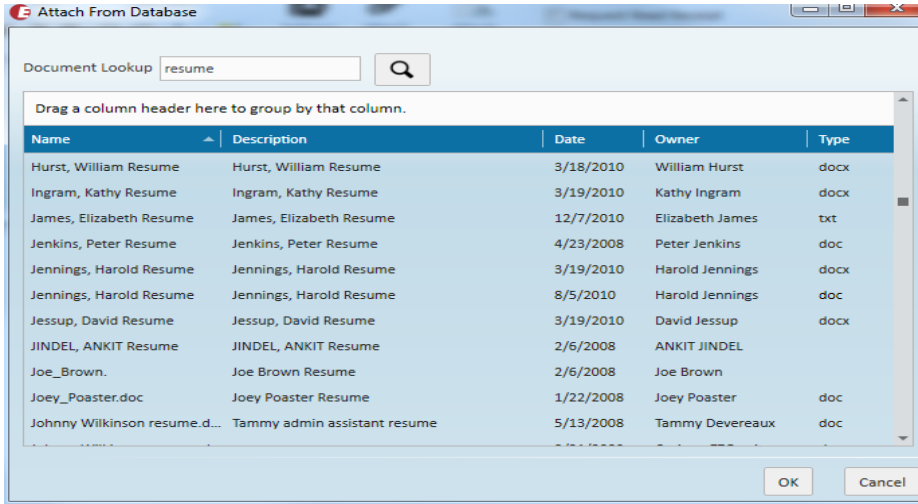 Attach From Database
Document Lookup resume
Drag a column header here to group by that column.
Name Description Date Owner Type
Hurst, William Resume Hurst, William Resume 3/18/2010 William Hurst docx
Ingram, Kathy Resume Ingram, Kathy Resume 3/19/2010 Kathy Ingram docx
James, Elizabeth Resume James, Elizabeth Resume 12/7/2010 Elizabeth James txt
Jenkins, Peter Resume Jenkins, Peter Resume 4/23/2008 Peter Jenkins doc
Jennings, Harold Resume Jennings, Harold Resume 3/19/2010 Harold Jennings docx
Jennings, Harold Resume Jennings, Harold Resume 8/5/2010 Harold Jennings doc
Jessup, David Resume Jessup, David Resume 3/19/2010 David Jessup docx
JINDEL, ANKIT Resume JINDEL, ANKIT Resume 2/6/2008 ANKIT JINDEL
Joe_Brown. Joe Brown Resume 2/6/2008 Joe Brown
Joey_Poaster.doc Joey Poaster Resume 1/22/2008 Joey Poaster doc
Johnny Wilkinson resume.d... Tammy admin assistant resume 5/13/2008 Tammy Devereaux doc
OK Cancel